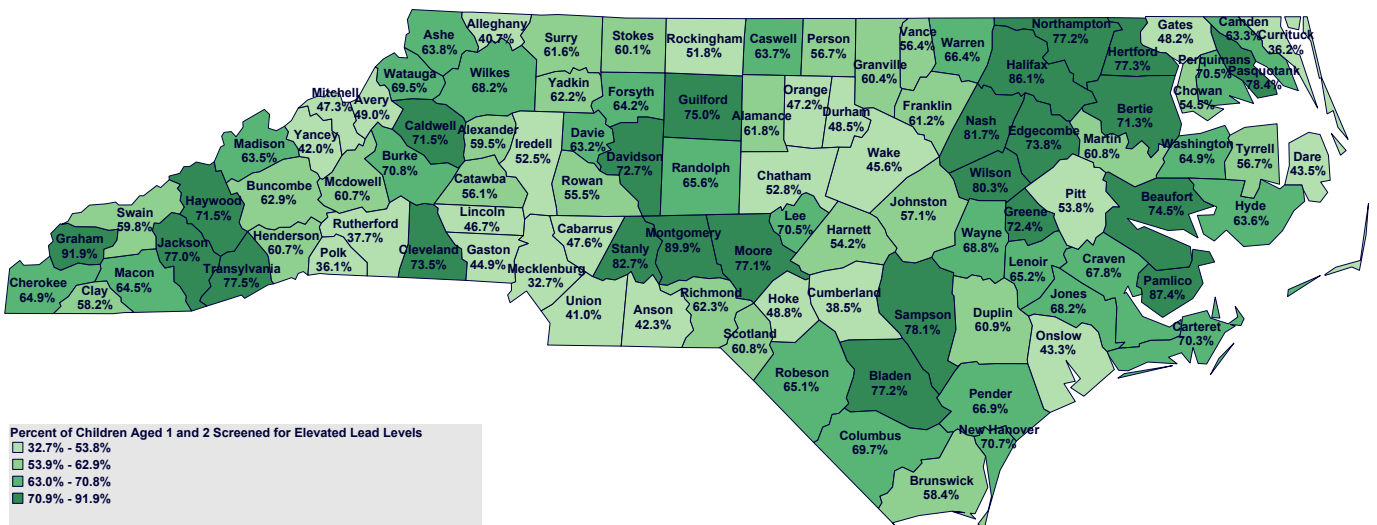 Alleghany
40.7%
Ashe
63.8%
Surry
61.6%
Stokes
60.1%
Rockingham
51.8%
Caswell
63.7%
Person
56.7%
Vance
56.4%
Granville
60.4%
Warren
66.4%
Northampton
77.2%
Hertford
77.3%
Gates
48.2%
Camden
63.3%
Currituck
36.2%
Perquimans
70.5%
Pasquotank
78.4%
Chowan
54.5%
Halifax
86.1%
Bertie
71.3%
Watauga
69.5%
Wilkes
68.2%
Yadkin
62.2%
Forsyth
64.2%
Guilford
75.0%
Alamance
61.8%
Orange
47.2%
Durham
48.5%
Franklin
61.2%
Nash
81.7%
Edgecombe
73.8%
Martin
60.8%
Washington
64.9%
Tyrrell
56.7%
Dare
43.5%
Mitchell
47.3%
Avery
49.0%
Yancey
42.0%
Madison
63.5%
Caldwell
71.5%
Alexander
59.5%
Iredell
52.5%
Davie
63.2%
Davidson
72.7%
Randolph
65.6%
Chatham
52.8%
Wake
45.6%
Wilson
80.3%
Pitt
53.8%
Beaufort
74.5%
Hyde
63.6%
Burke
70.8%
Catawba
56.1%
Rowan
55.5%
Buncombe
62.9%
Mcdowell
60.7%
Haywood
71.5%
Swain
59.8%
Graham
91.9%
Jackson
77.0%
Henderson
60.7%
Rutherford
37.7%
Polk
36.1%
Cleveland
73.5%
Lincoln
46.7%
Gaston
44.9%
Mecklenburg
32.7%
Cabarrus
47.6%
Stanly
82.7%
Montgomery
89.9%
Moore
77.1%
Lee
70.5%
Harnett
54.2%
Johnston
57.1%
Wayne
68.8%
Greene
72.4%
Lenoir
65.2%
Craven
67.8%
Pamlico
87.4%
Cherokee
64.9%
Clay
58.2%
Macon
64.5%
Transylvania
77.5%
Union
41.0%
Anson
42.3%
Richmond
62.3%
Scotland
60.8%
Hoke
48.8%
Cumberland
38.5%
Sampson
78.1%
Duplin
60.9%
Jones
68.2%
Onslow
43.3%
Carteret
70.3%
Robeson
65.1%
Bladen
77.2%
Pender
66.9%
Columbus
69.7%
New Hanover
70.7%
Brunswick
58.4%
Percent of Children Aged 1 and 2 Screened for Elevated Lead Levels
32.7% - 53.8%
53.9% - 62.9%
63.0% - 70.8%
70.9% - 91.9%